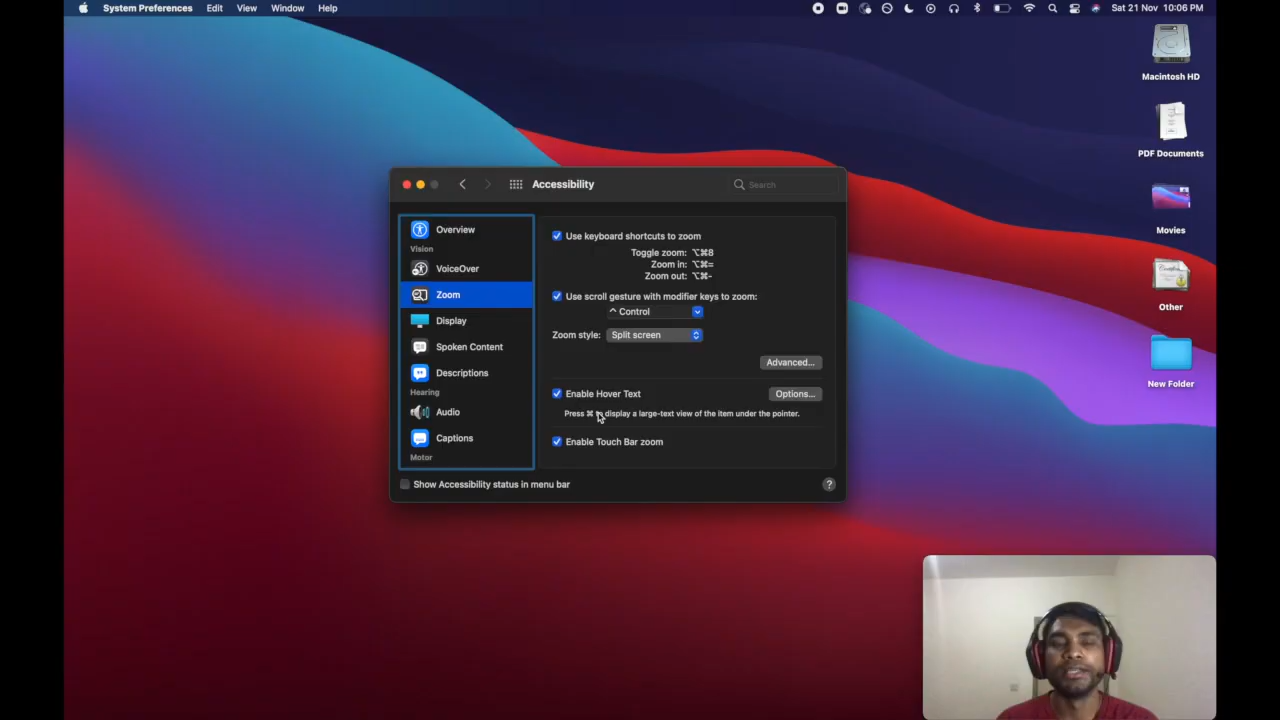 System Preferences Edit View Window Help
Sat 21 Nov 10:06 PM
Macintosh HD
PDF Documents
Movies
Other
New Folder
Accessibility
Search
Overview
Vision
VoiceOver
Zoom
Display
Spoken Content
Descriptions
Hearing
Audio
Captions
Motor
Use keyboard shortcuts to zoom
Toggle zoom: ⌥⌘8
Zoom in: ⌥⌘=
Zoom out: ⌥⌘-
Use scroll gesture with modifier keys to zoom:
^ Control
Zoom style: Split screen
Advanced...
Enable Hover Text
Options...
Press ⌘ to display a large-text view of the item under the pointer.
Enable Touch Bar zoom
Show Accessibility status in menu bar
?